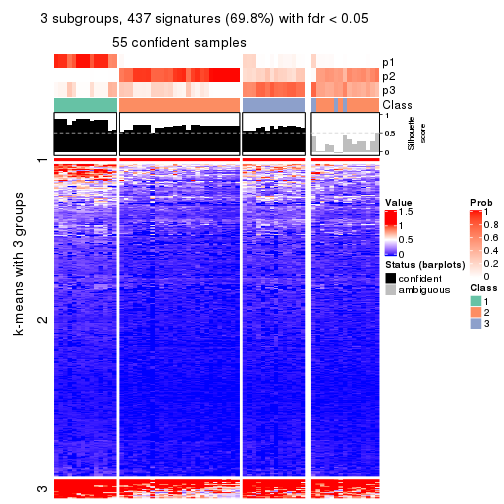 3 subgroups, 437 signatures (69.8%) with fdr < 0.05
55 confident samples
p1
p2
p3
Class
1
0.5
0
Silhouette
score
k-means with 3 groups
1
2
3
Value
1.5
1
0.5
0
Status (barplots)
confident
ambiguous
Prob
1
0.8
0.6
0.4
0.2
0
Class
1
2
3